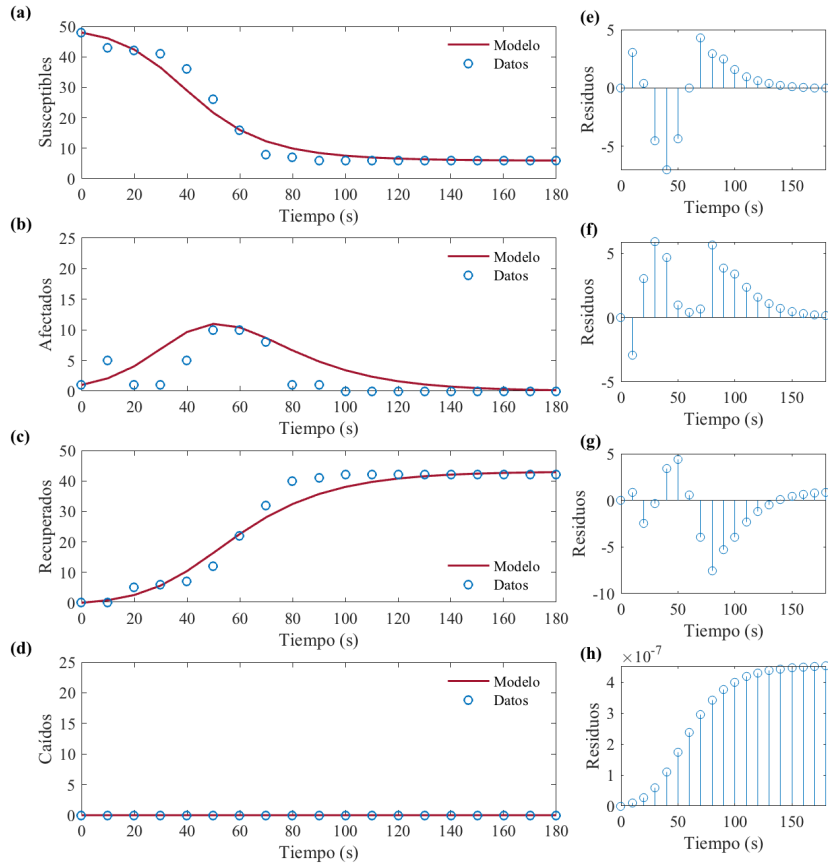 (a)
50
40
30
20
10
0
Susceptibles
Modelo
Datos
0 20 40 60 80 100 120 140 160 180
Tiempo (s)
(e)
5
0
-5
Residuos
0 50 100 150
Tiempo (s)
(b)
25
20
15
10
5
0
Afectados
Modelo
Datos
0 20 40 60 80 100 120 140 160 180
Tiempo (s)
(f)
5
0
-5
Residuos
0 50 100 150
Tiempo (s)
(c)
50
40
30
20
10
0
Recuperados
Modelo
Datos
0 20 40 60 80 100 120 140 160 180
Tiempo (s)
(g)
5
0
-5
-10
Residuos
0 50 100 150
Tiempo (s)
(d)
25
20
15
10
5
0
Caídos
Modelo
Datos
0 20 40 60 80 100 120 140 160 180
Tiempo (s)
(h)
×10⁻⁷
4
3
2
1
0
Residuos
0 50 100 150
Tiempo (s)